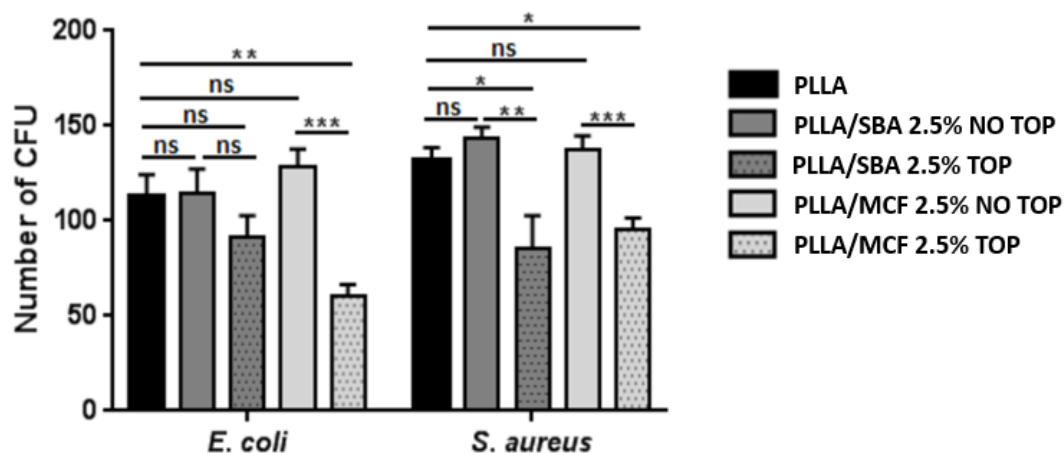 200
150
100
50
0
Number of CFU
**
ns
ns
ns
ns
***
*
ns
*
ns
**
***
E. coli
S. aureus
PLLA
PLLA/SBA 2.5% NO TOP
PLLA/SBA 2.5% TOP
PLLA/MCF 2.5% NO TOP
PLLA/MCF 2.5% TOP